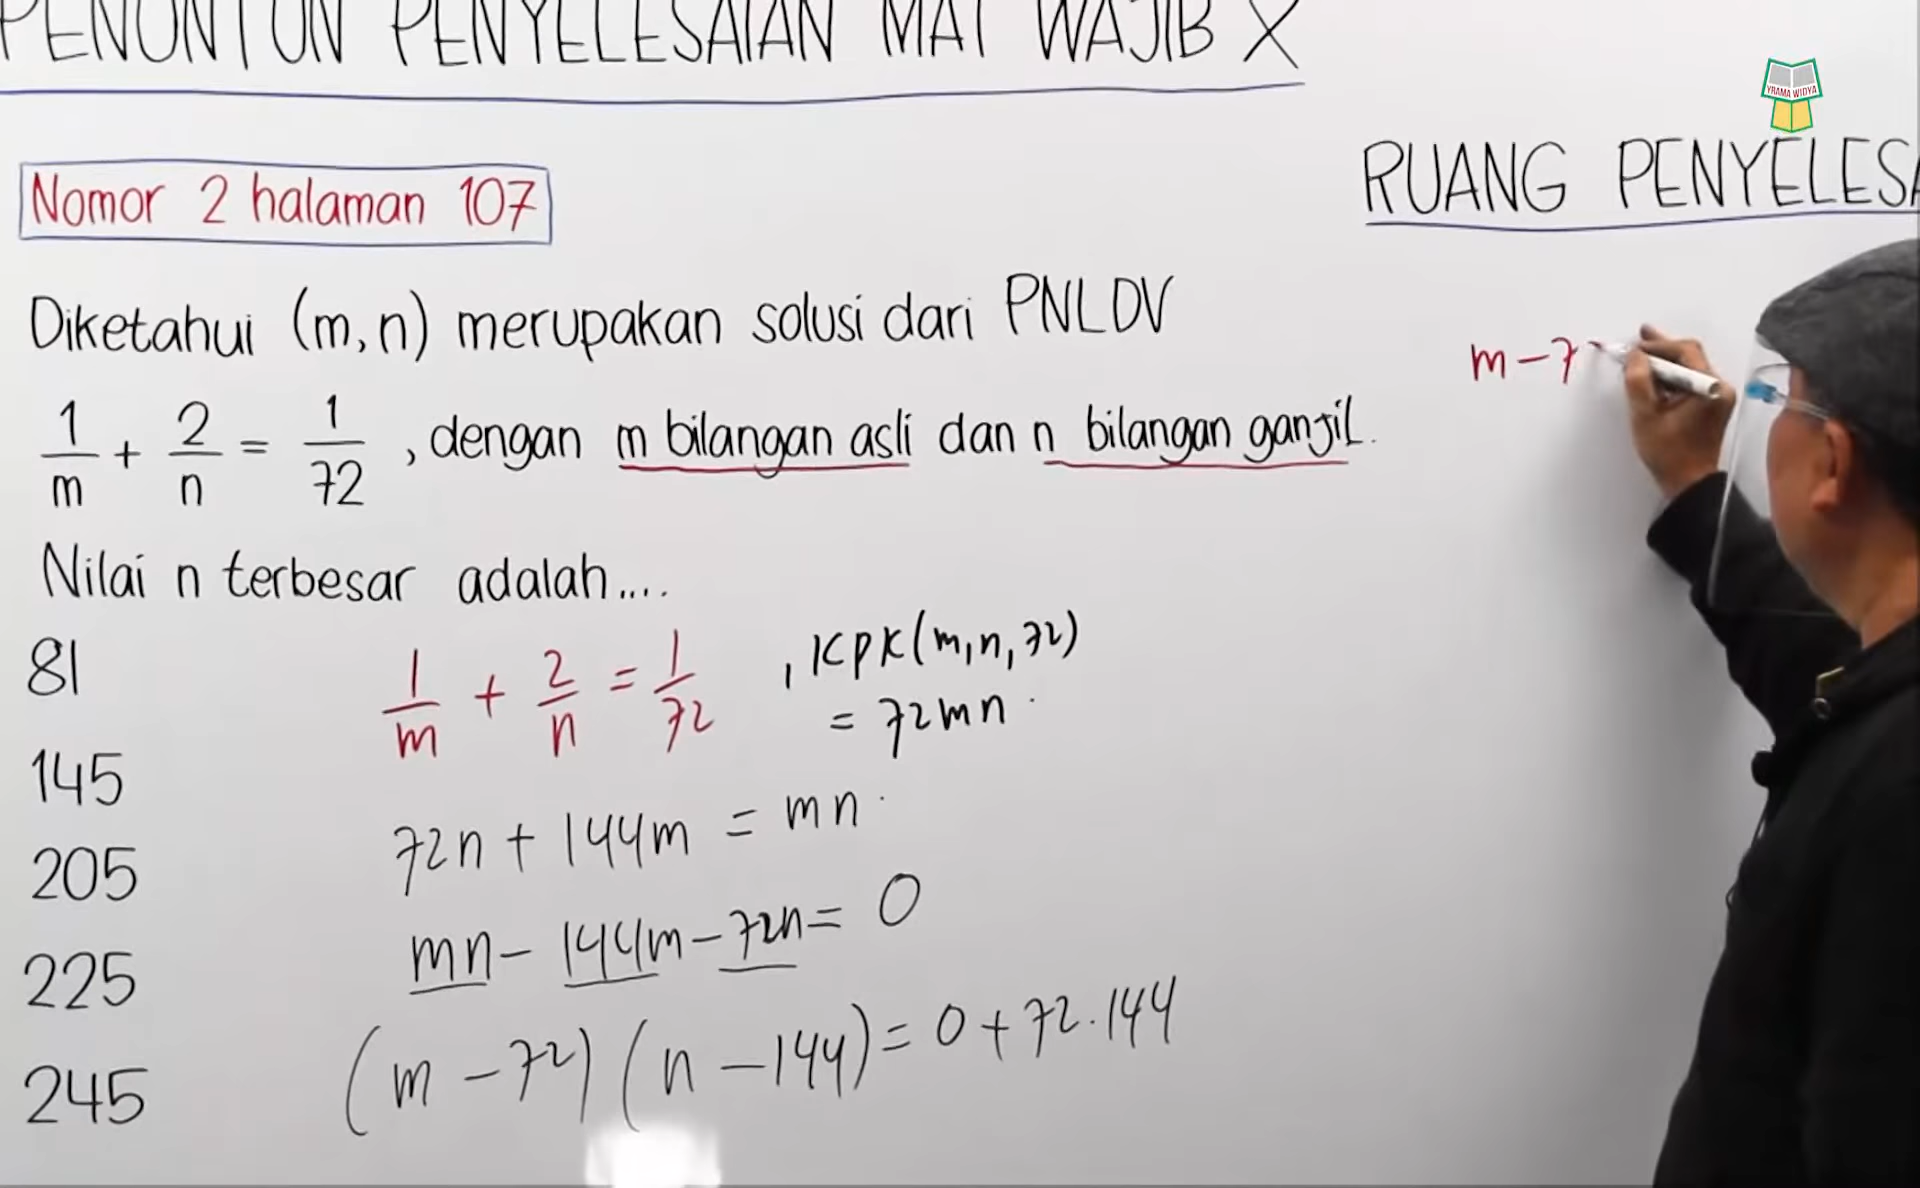 PENUNTUN PENYELESAIAN MAT WAJIB X
YRAMA WIDYA
Nomor 2 halaman 107
Diketahui (m, n) merupakan solusi dari PNLDV
1/m + 2/n = 1/72 , dengan m bilangan asli dan n bilangan ganjil.
Nilai n terbesar adalah....
81
145
205
225
245
1/m + 2/n = 1/72 , KPK(m,n,72)
= 72mn.
72n + 144m = mn.
mn - 144m - 72n = 0
(m - 72) (n - 144) = 0 + 72.144
RUANG PENYELESA
m - 7